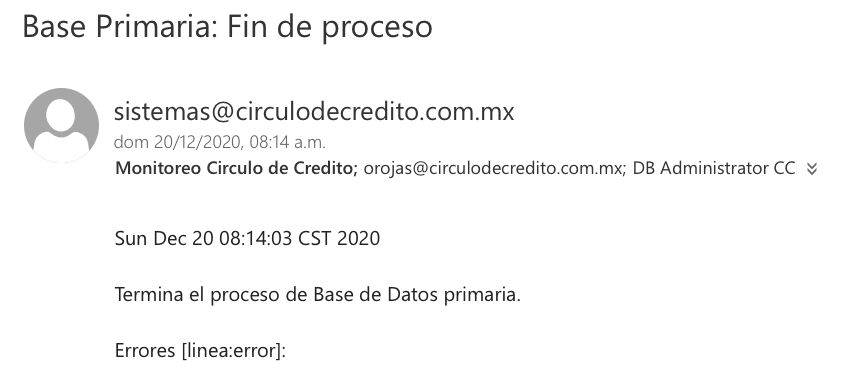 Base Primaria: Fin de proceso
sistemas@circulodecredito.com.mx
dom 20/12/2020, 08:14 a.m.
Monitoreo Circulo de Credito; orojas@circulodecredito.com.mx; DB Administrator CC
Sun Dec 20 08:14:03 CST 2020
Termina el proceso de Base de Datos primaria.
Errores [linea:error]: